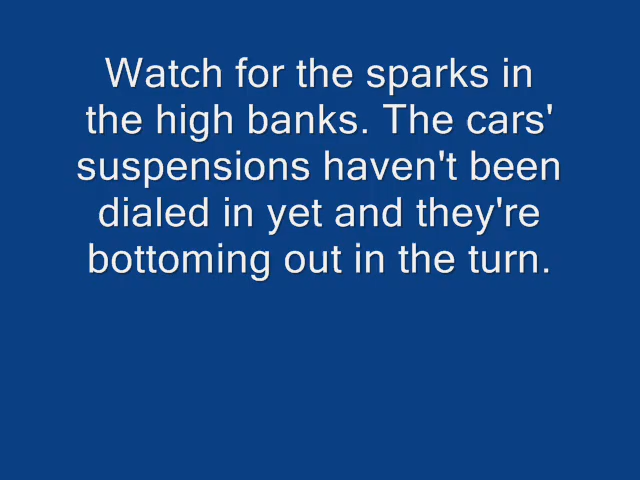 Watch for the sparks in
the high banks. The cars'
suspensions haven't been
dialed in yet and they're
bottoming out in the turn.